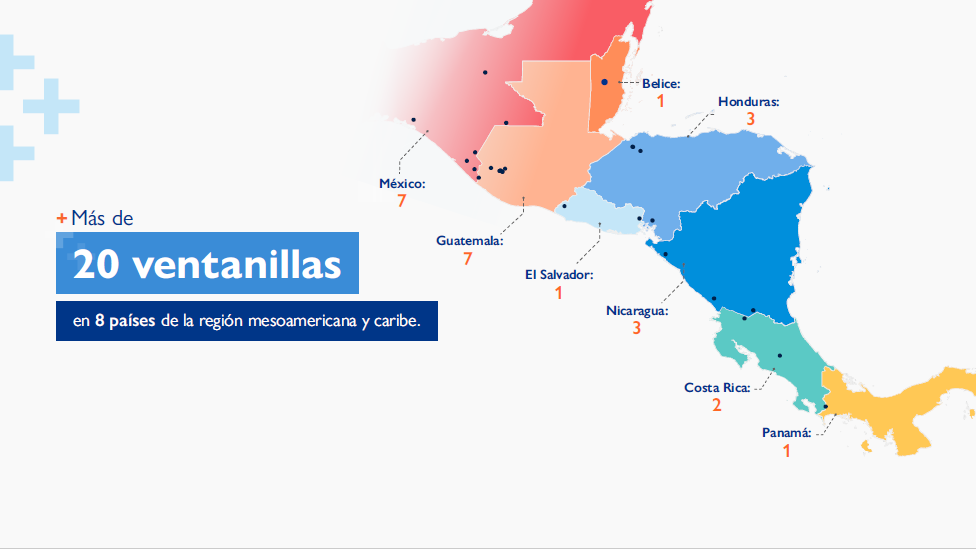 + Más de
20 ventanillas
en 8 países de la región mesoamericana y caribe.
Belice:
1
Honduras:
3
México:
7
Guatemala:
7
El Salvador:
1
Nicaragua:
3
Costa Rica:
2
Panamá:
1